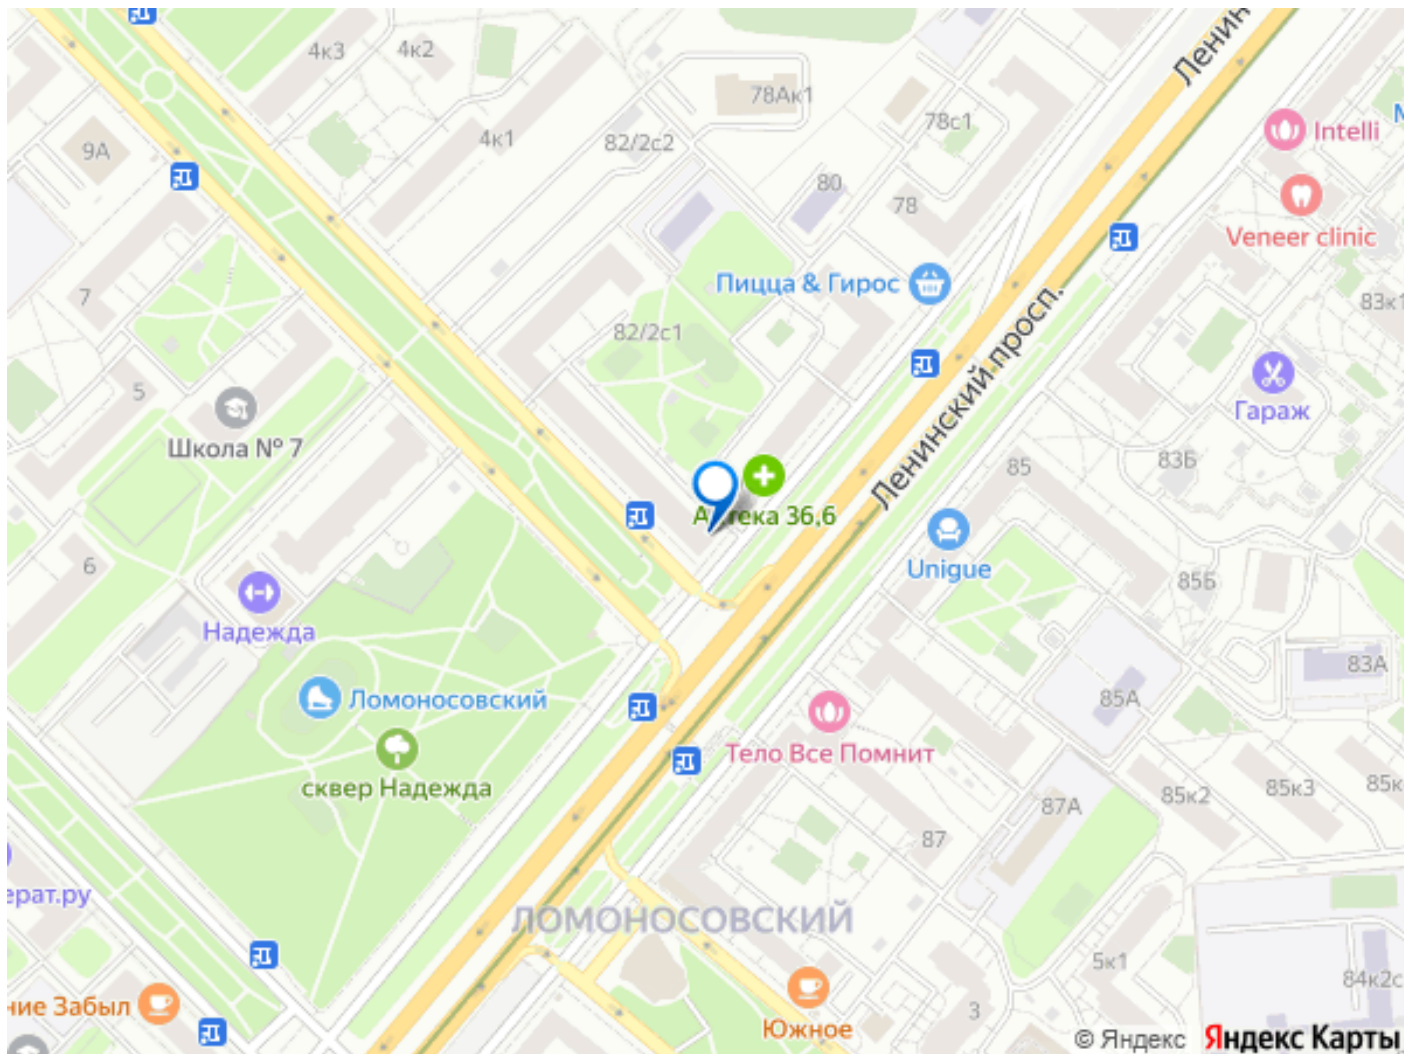 4к3
4к2
Ленин
78Ак1
78с1
4к1
82/2с2
9А
Intelli
80
78
Veneer clinic
Пицца & Гирос
7
83к1
82/2с1
Ленинский просп.
5
Гараж
Школа № 7
83Б
85
Аптека 36,6
6
Unigue
85Б
Надежда
83А
85А
Ломоносовский
Тело Все Помнит
сквер Надежда
85к2
85к3
85к
87А
87
ерат.ру
ЛОМОНОСОВСКИЙ
5к1
84к2с
ние Забыл
3
Южное
© Яндекс Яндекс Карты